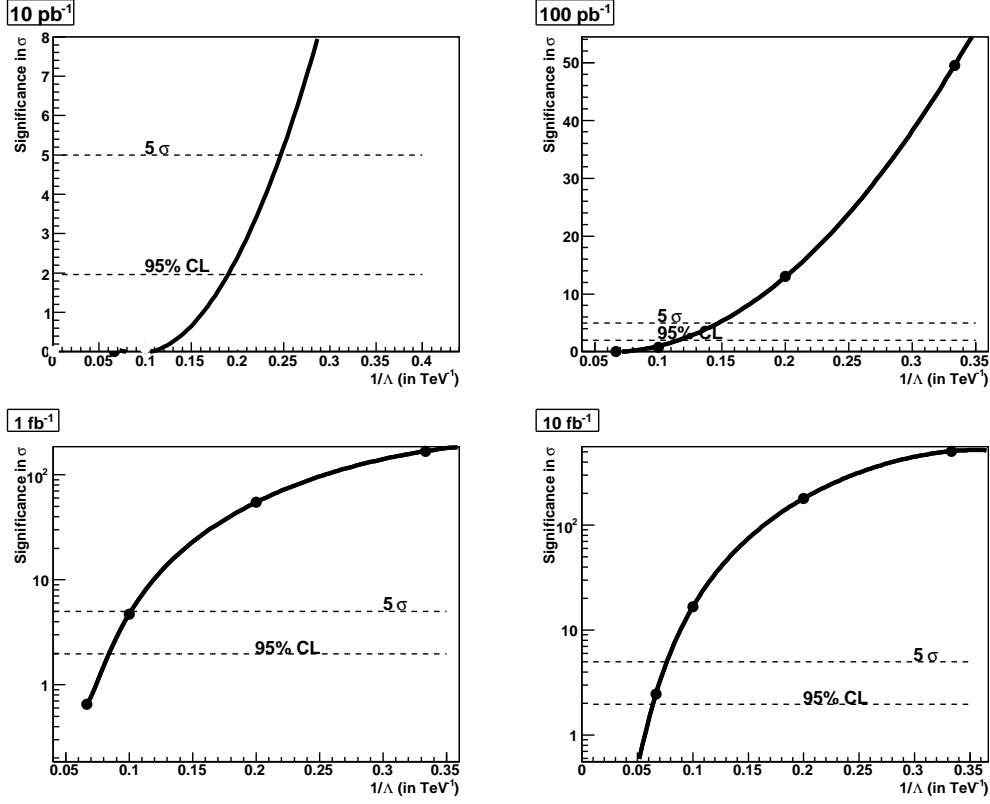 10 pb⁻¹
Significance in σ
8
7
6
5
4
3
2
1
0
5 σ
95% CL
0 0.05 0.1 0.15 0.2 0.25 0.3 0.35 0.4
1/Λ (in TeV⁻¹)
100 pb⁻¹
Significance in σ
50
40
30
20
10
0
5 σ
95% CL
0.05 0.1 0.15 0.2 0.25 0.3 0.35
1/Λ (in TeV⁻¹)
1 fb⁻¹
Significance in σ
10²
10
1
5 σ
95% CL
0.05 0.1 0.15 0.2 0.25 0.3 0.35
1/Λ (in TeV⁻¹)
10 fb⁻¹
Significance in σ
10²
10
1
5 σ
95% CL
0 0.05 0.1 0.15 0.2 0.25 0.3 0.35
1/Λ (in TeV⁻¹)